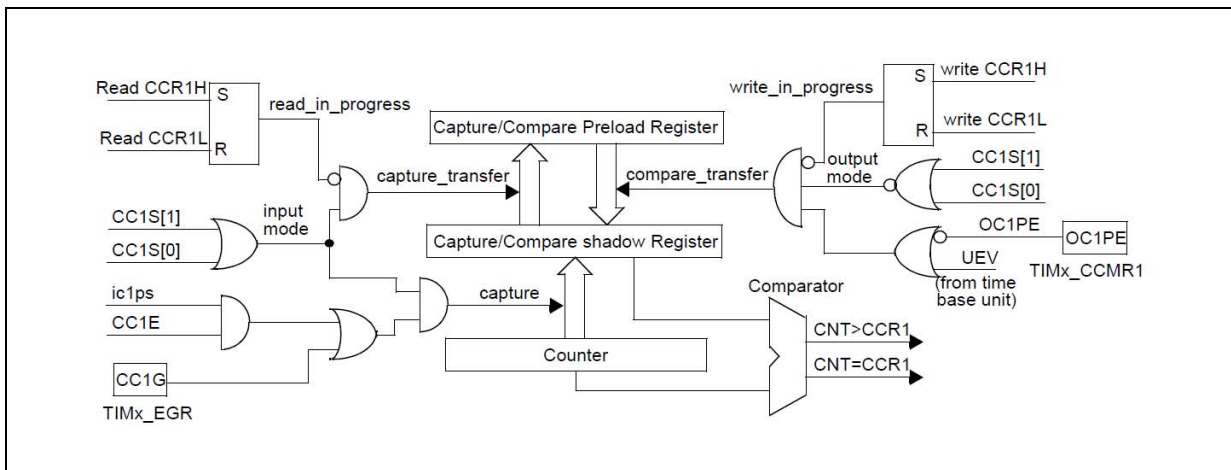 Read CCR1H
S
read_in_progress
Read CCR1L
R
capture_transfer
CC1S[1]
CC1S[0]
input
mode
ic1ps
CC1E
capture
CC1G
TIMx_EGR
Capture/Compare Preload Register
Capture/Compare shadow Register
Counter
write_in_progress
S
write CCR1H
R
write CCR1L
compare_transfer
output
mode
CC1S[1]
CC1S[0]
OC1PE
OC1PE
UEV
(from time
base unit)
TIMx_CCMR1
Comparator
CNT>CCR1
CNT=CCR1